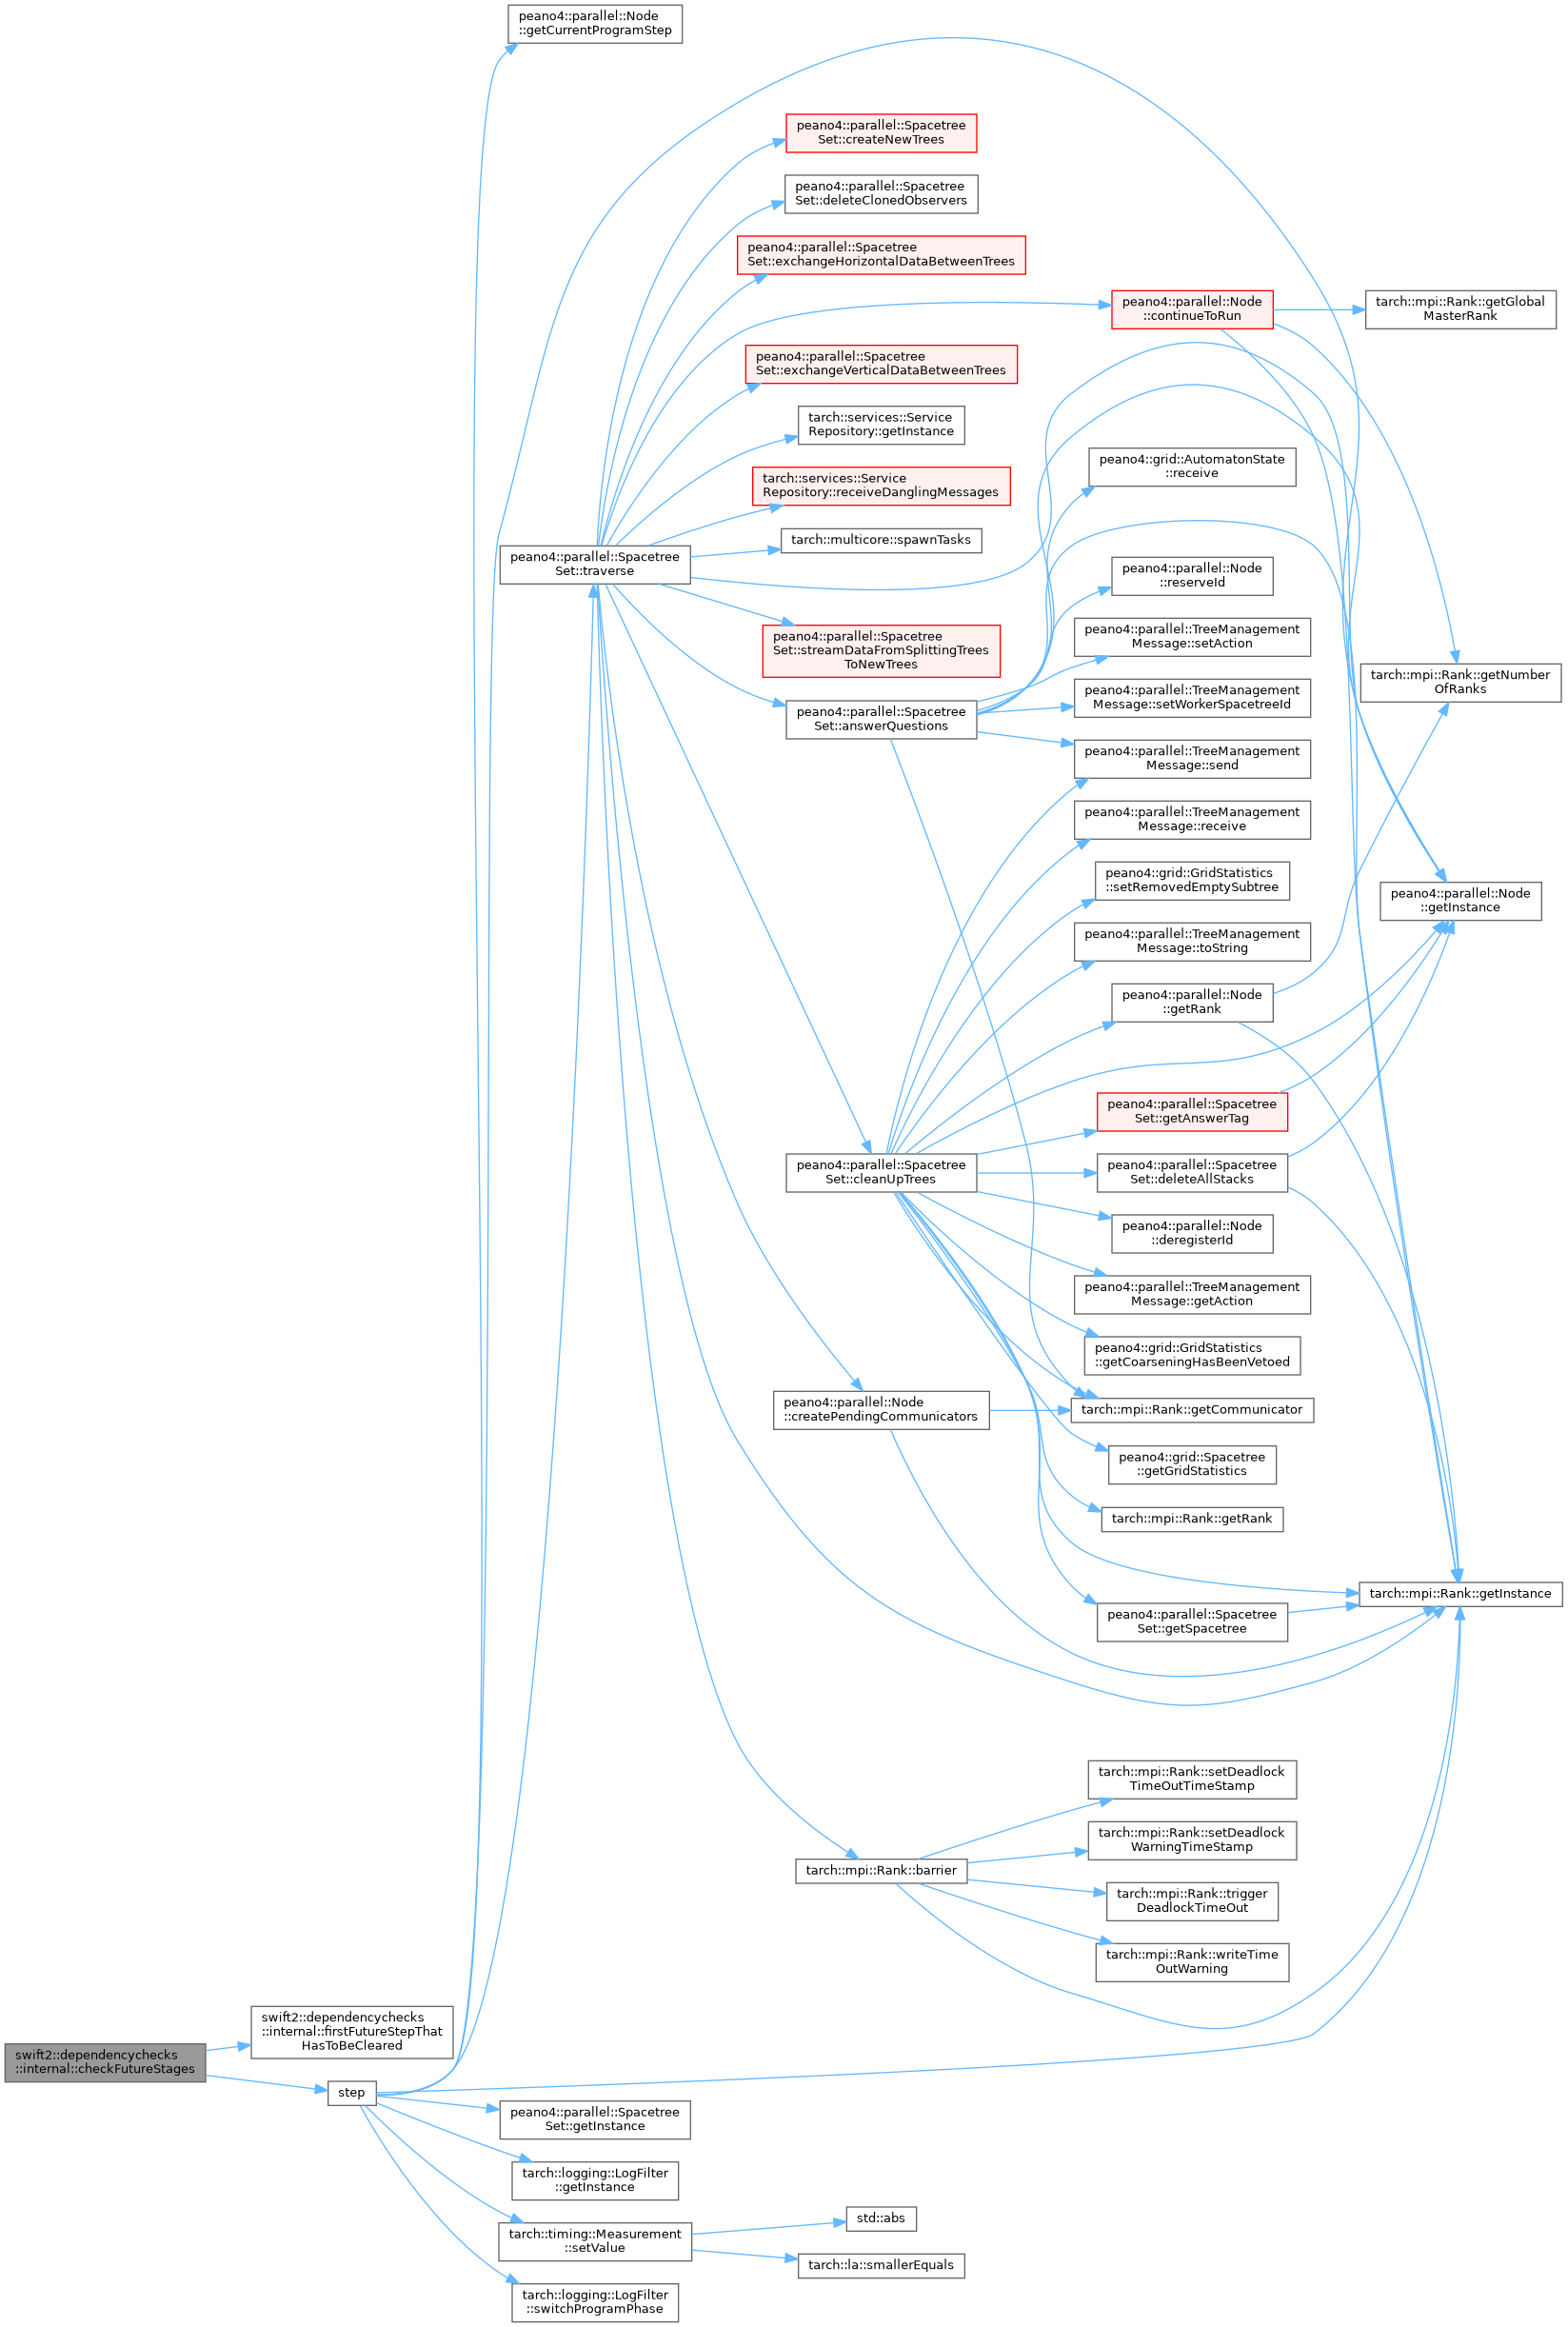 peano4::parallel::Node
::getCurrentProgramStep
peano4::parallel::Spacetree
Set::createNewTrees
peano4::parallel::Spacetree
Set::deleteClonedObservers
peano4::parallel::Spacetree
Set::exchangeHorizontalDataBetweenTrees
peano4::parallel::Node
::continueToRun
tarch::mpi::Rank::getGlobal
MasterRank
peano4::parallel::Spacetree
Set::exchangeVerticalDataBetweenTrees
tarch::services::Service
Repository::getInstance
peano4::grid::AutomatonState
::receive
tarch::services::Service
Repository::receiveDanglingMessages
tarch::multicore::spawnTasks
peano4::parallel::Spacetree
Set::traverse
peano4::parallel::Node
::reserveId
peano4::parallel::Spacetree
Set::streamDataFromSplittingTrees
ToNewTrees
peano4::parallel::TreeManagement
Message::setAction
tarch::mpi::Rank::getNumber
OfRanks
peano4::parallel::TreeManagement
Message::setWorkerSpacetreeId
peano4::parallel::Spacetree
Set::answerQuestions
peano4::parallel::TreeManagement
Message::send
peano4::parallel::TreeManagement
Message::receive
peano4::grid::GridStatistics
::setRemovedEmptySubtree
peano4::parallel::Node
::getInstance
peano4::parallel::TreeManagement
Message::toString
peano4::parallel::Node
::getRank
peano4::parallel::Spacetree
Set::getAnswerTag
peano4::parallel::Spacetree
Set::cleanUpTrees
peano4::parallel::Spacetree
Set::deleteAllStacks
peano4::parallel::Node
::deregisterId
peano4::parallel::TreeManagement
Message::getAction
peano4::grid::GridStatistics
::getCoarseningHasBeenVetoed
peano4::parallel::Node
::createPendingCommunicators
tarch::mpi::Rank::getCommunicator
peano4::grid::Spacetree
::getGridStatistics
tarch::mpi::Rank::getRank
tarch::mpi::Rank::getInstance
peano4::parallel::Spacetree
Set::getSpacetree
tarch::mpi::Rank::setDeadlock
TimeOutTimeStamp
tarch::mpi::Rank::setDeadlock
WarningTimeStamp
tarch::mpi::Rank::barrier
tarch::mpi::Rank::trigger
DeadlockTimeOut
tarch::mpi::Rank::writeTime
OutWarning
swift2::dependencychecks
::internal::firstFutureStepThat
HasToBeCleared
swift2::dependencychecks
::internal::checkFutureStages
step
peano4::parallel::Spacetree
Set::getInstance
tarch::logging::LogFilter
::getInstance
tarch::timing::Measurement
::setValue
std::abs
tarch::la::smallerEquals
tarch::logging::LogFilter
::switchProgramPhase